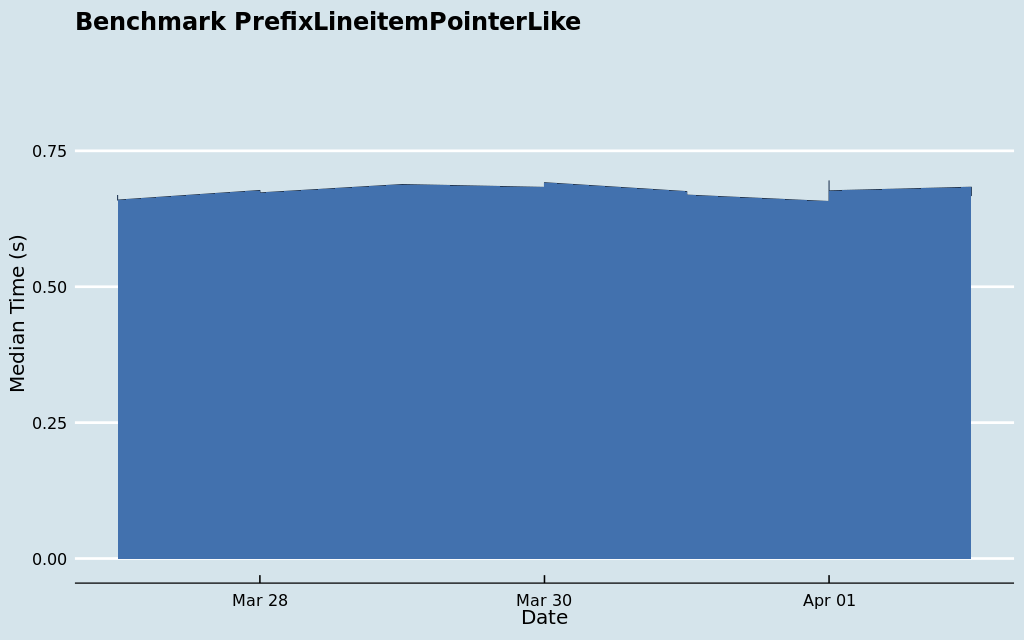 Benchmark PrefixLineitemPointerLike
0.75
0.50
0.25
0.00
Median Time (s)
Mar 28
Mar 30
Apr 01
Date